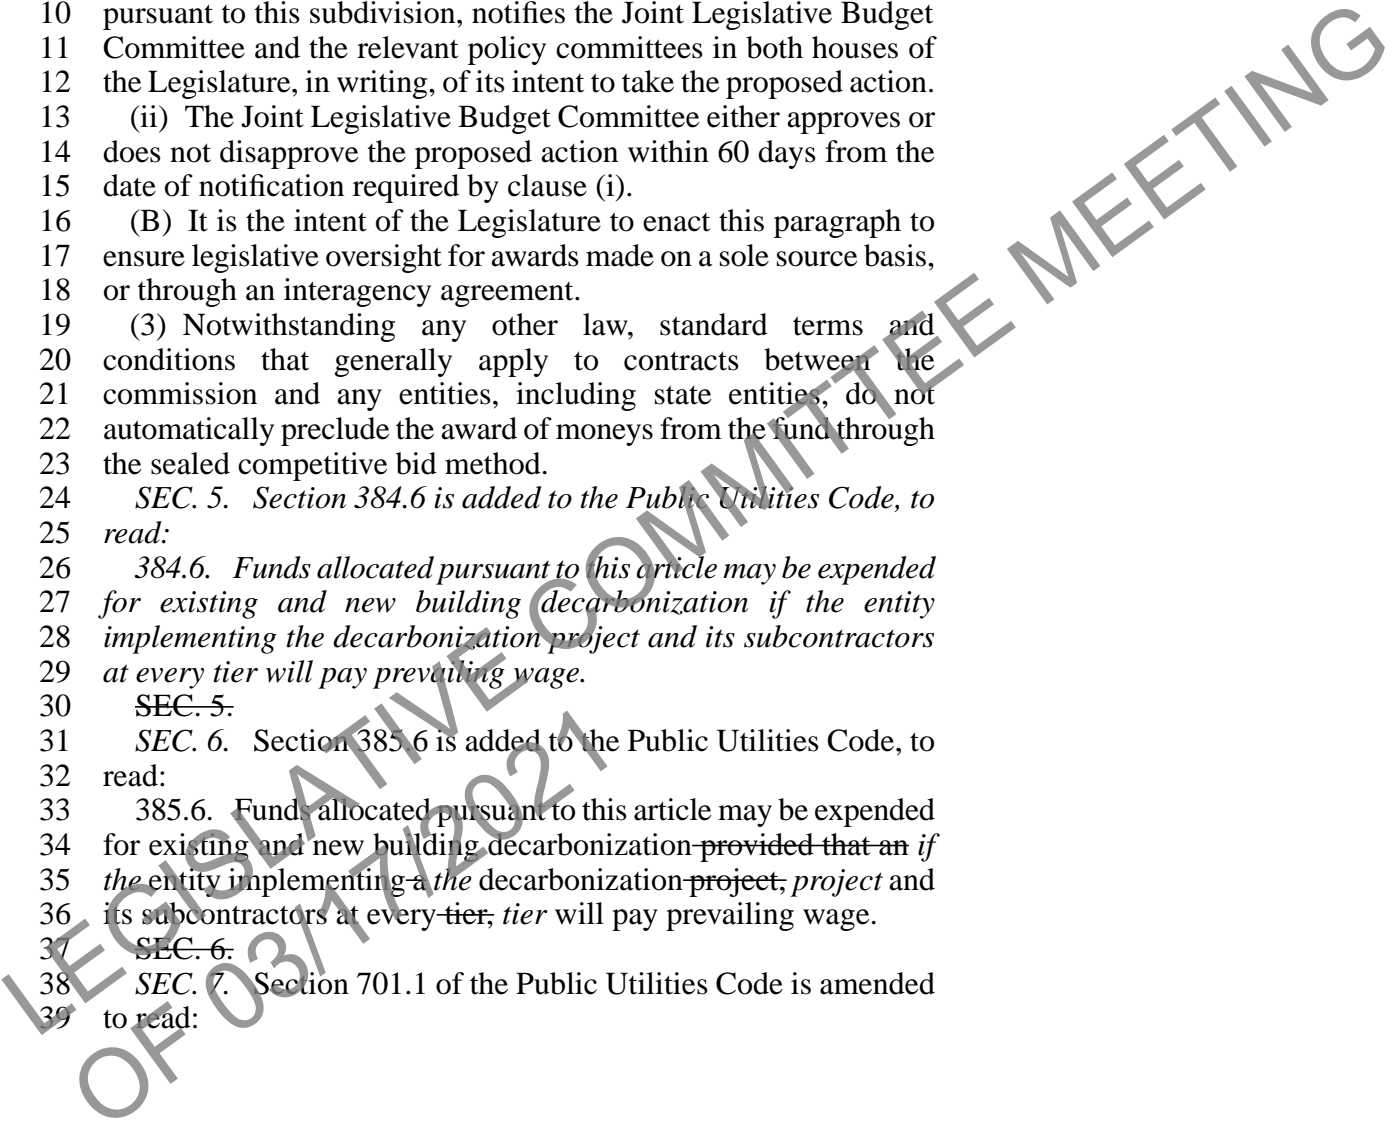 10 pursuant to this subdivision, notifies the Joint Legislative Budget
11 Committee and the relevant policy committees in both houses of
12 the Legislature, in writing, of its intent to take the proposed action.
13 (ii) The Joint Legislative Budget Committee either approves or
14 does not disapprove the proposed action within 60 days from the
15 date of notification required by clause (i).
16 (B) It is the intent of the Legislature to enact this paragraph to
17 ensure legislative oversight for awards made on a sole source basis,
18 or through an interagency agreement.
19 (3) Notwithstanding any other law, standard terms and
20 conditions that generally apply to contracts between the
21 commission and any entities, including state entities, do not
22 automatically preclude the award of moneys from the fund through
23 the sealed competitive bid method.
24 SEC. 5. Section 384.6 is added to the Public Utilities Code, to
25 read:
26 384.6. Funds allocated pursuant to this article may be expended
27 for existing and new building decarbonization if the entity
28 implementing the decarbonization project and its subcontractors
29 at every tier will pay prevailing wage.
30 SEC. 5.
31 SEC. 6. Section 385.6 is added to the Public Utilities Code, to
32 read:
33 385.6. Funds allocated pursuant to this article may be expended
34 for existing and new building decarbonization provided that an if
35 the entity implementing a the decarbonization project, project and
36 its subcontractors at every tier, tier will pay prevailing wage.
37 SEC. 6.
38 SEC. 7. Section 701.1 of the Public Utilities Code is amended
39 to read:
LEGISLATIVE COMMITTEE MEETING
OF 03/17/2021